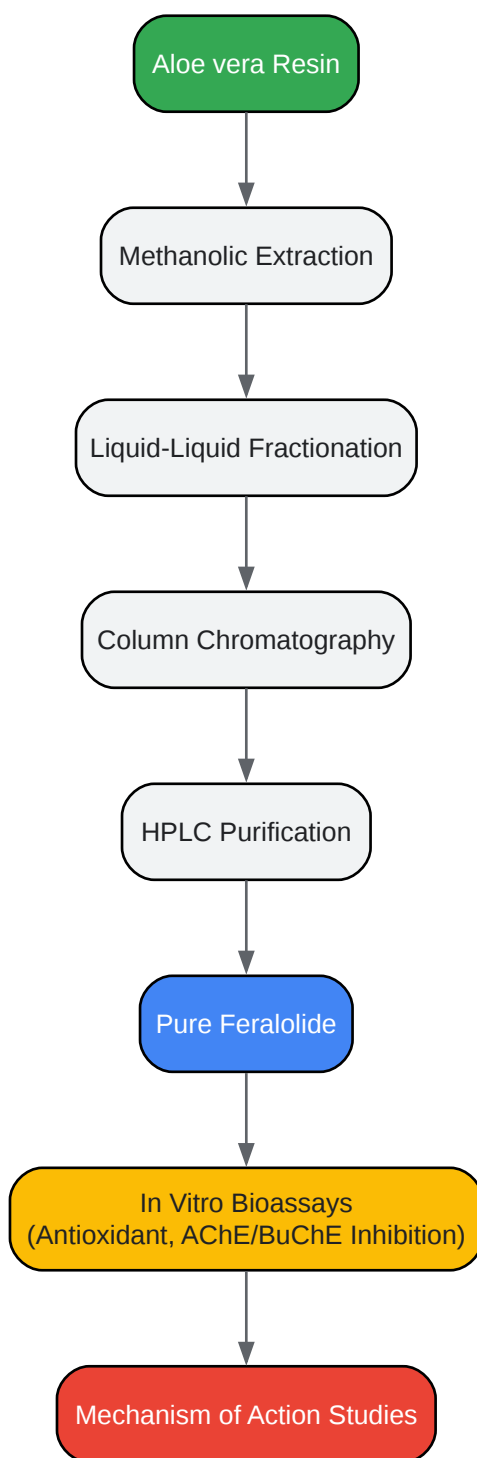 Aloe vera Resin
Methanolic Extraction
Liquid-Liquid Fractionation
Column Chromatography
HPLC Purification
Pure Feralolide
In Vitro Bioassays
(Antioxidant, AChE/BuChE Inhibition)
Mechanism of Action Studies